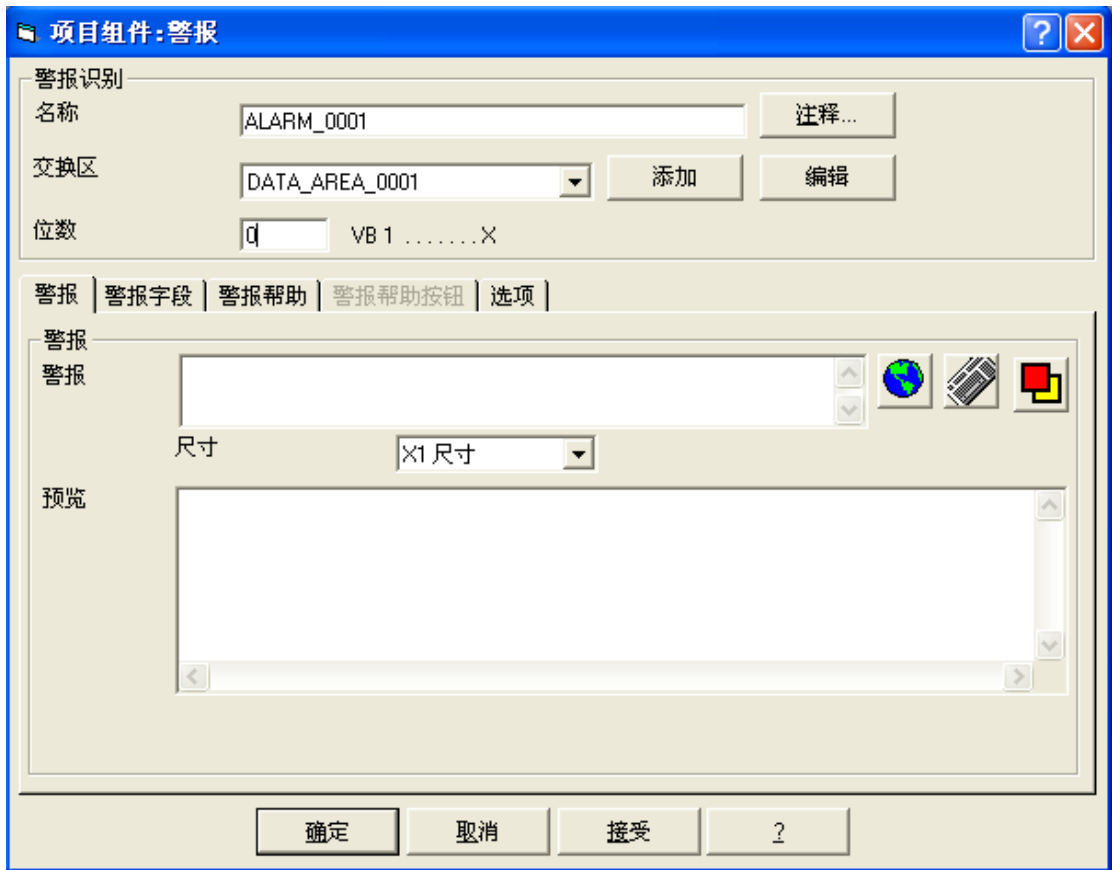 项目组件:警报
警报识别
名称 ALARM_0001 注释...
交换区 DATA_AREA_0001 添加 编辑
位数 0 VB 1 .......X
警报 警报字段 警报帮助 警报帮助按钮 选项
警报
警报
尺寸 X1 尺寸
预览
确定 取消 接受 ?